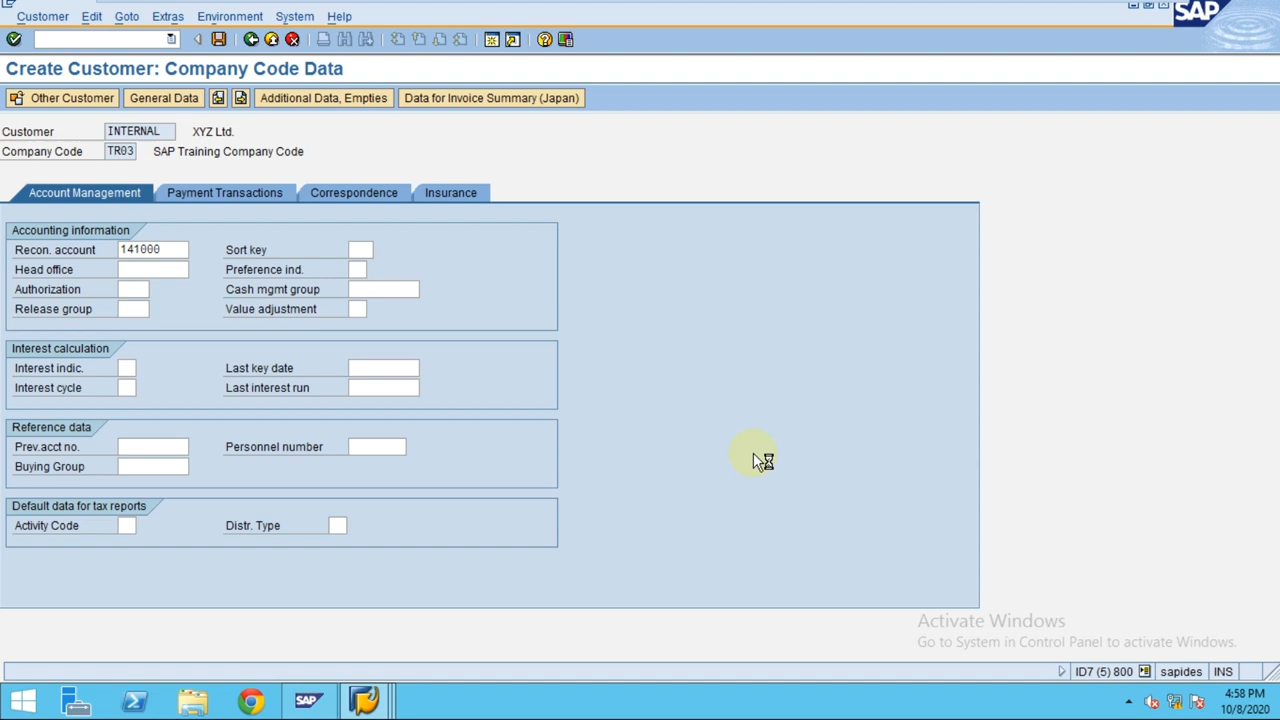 Customer Edit Goto Extras Environment System Help
SAP
Create Customer: Company Code Data
Other Customer General Data Additional Data, Empties Data for Invoice Summary (Japan)
Customer INTERNAL XYZ Ltd.
Company Code TR03 SAP Training Company Code
Account Management Payment Transactions Correspondence Insurance
Accounting information
Recon. account 141000 Sort key
Head office Preference ind.
Authorization Cash mgmt group
Release group Value adjustment
Interest calculation
Interest indic. Last key date
Interest cycle Last interest run
Reference data
Prev.acct no. Personnel number
Buying Group
Default data for tax reports
Activity Code Distr. Type
Activate Windows
Go to System in Control Panel to activate Windows.
ID7 (5) 800 sapides INS
SAP
4:58 PM
10/8/2020